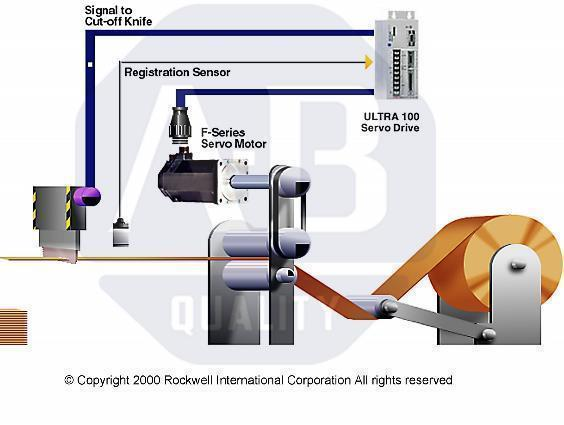 Signal to
Cut-off Knife
Registration Sensor
ULTRA 100
Servo Drive
F-Series
Servo Motor
A-B
QUALITY
© Copyright 2000 Rockwell International Corporation All rights reserved